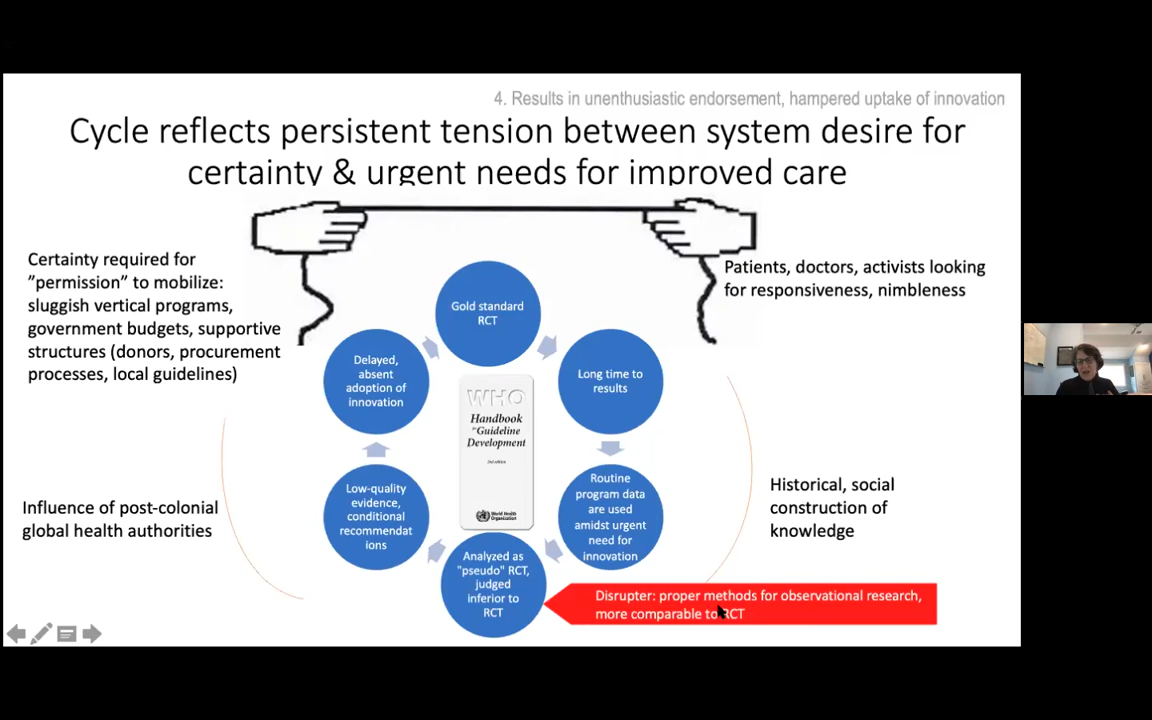 4. Results in unenthusiastic endorsement, hampered uptake of innovation
Cycle reflects persistent tension between system desire for
certainty & urgent needs for improved care
Certainty required for
”permission” to mobilize:
sluggish vertical programs,
government budgets, supportive
structures (donors, procurement
processes, local guidelines)
Patients, doctors, activists looking
for responsiveness, nimbleness
Gold standard
RCT
Long time to
results
Routine
program data
are used
amidst urgent
need for
innovation
Analyzed as
"pseudo" RCT,
judged
inferior to
RCT
Low-quality
evidence,
conditional
recommendat
ions
Delayed,
absent
adoption of
innovation
WHO
Handbook
for Guideline
Development
2nd edition
World Health
Organization
Influence of post-colonial
global health authorities
Historical, social
construction of
knowledge
Disrupter: proper methods for observational research,
more comparable to RCT